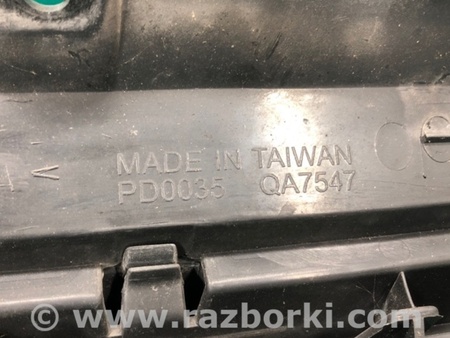 MADE IN TAIWAN
PD0035 QA7547
www.razborki.com